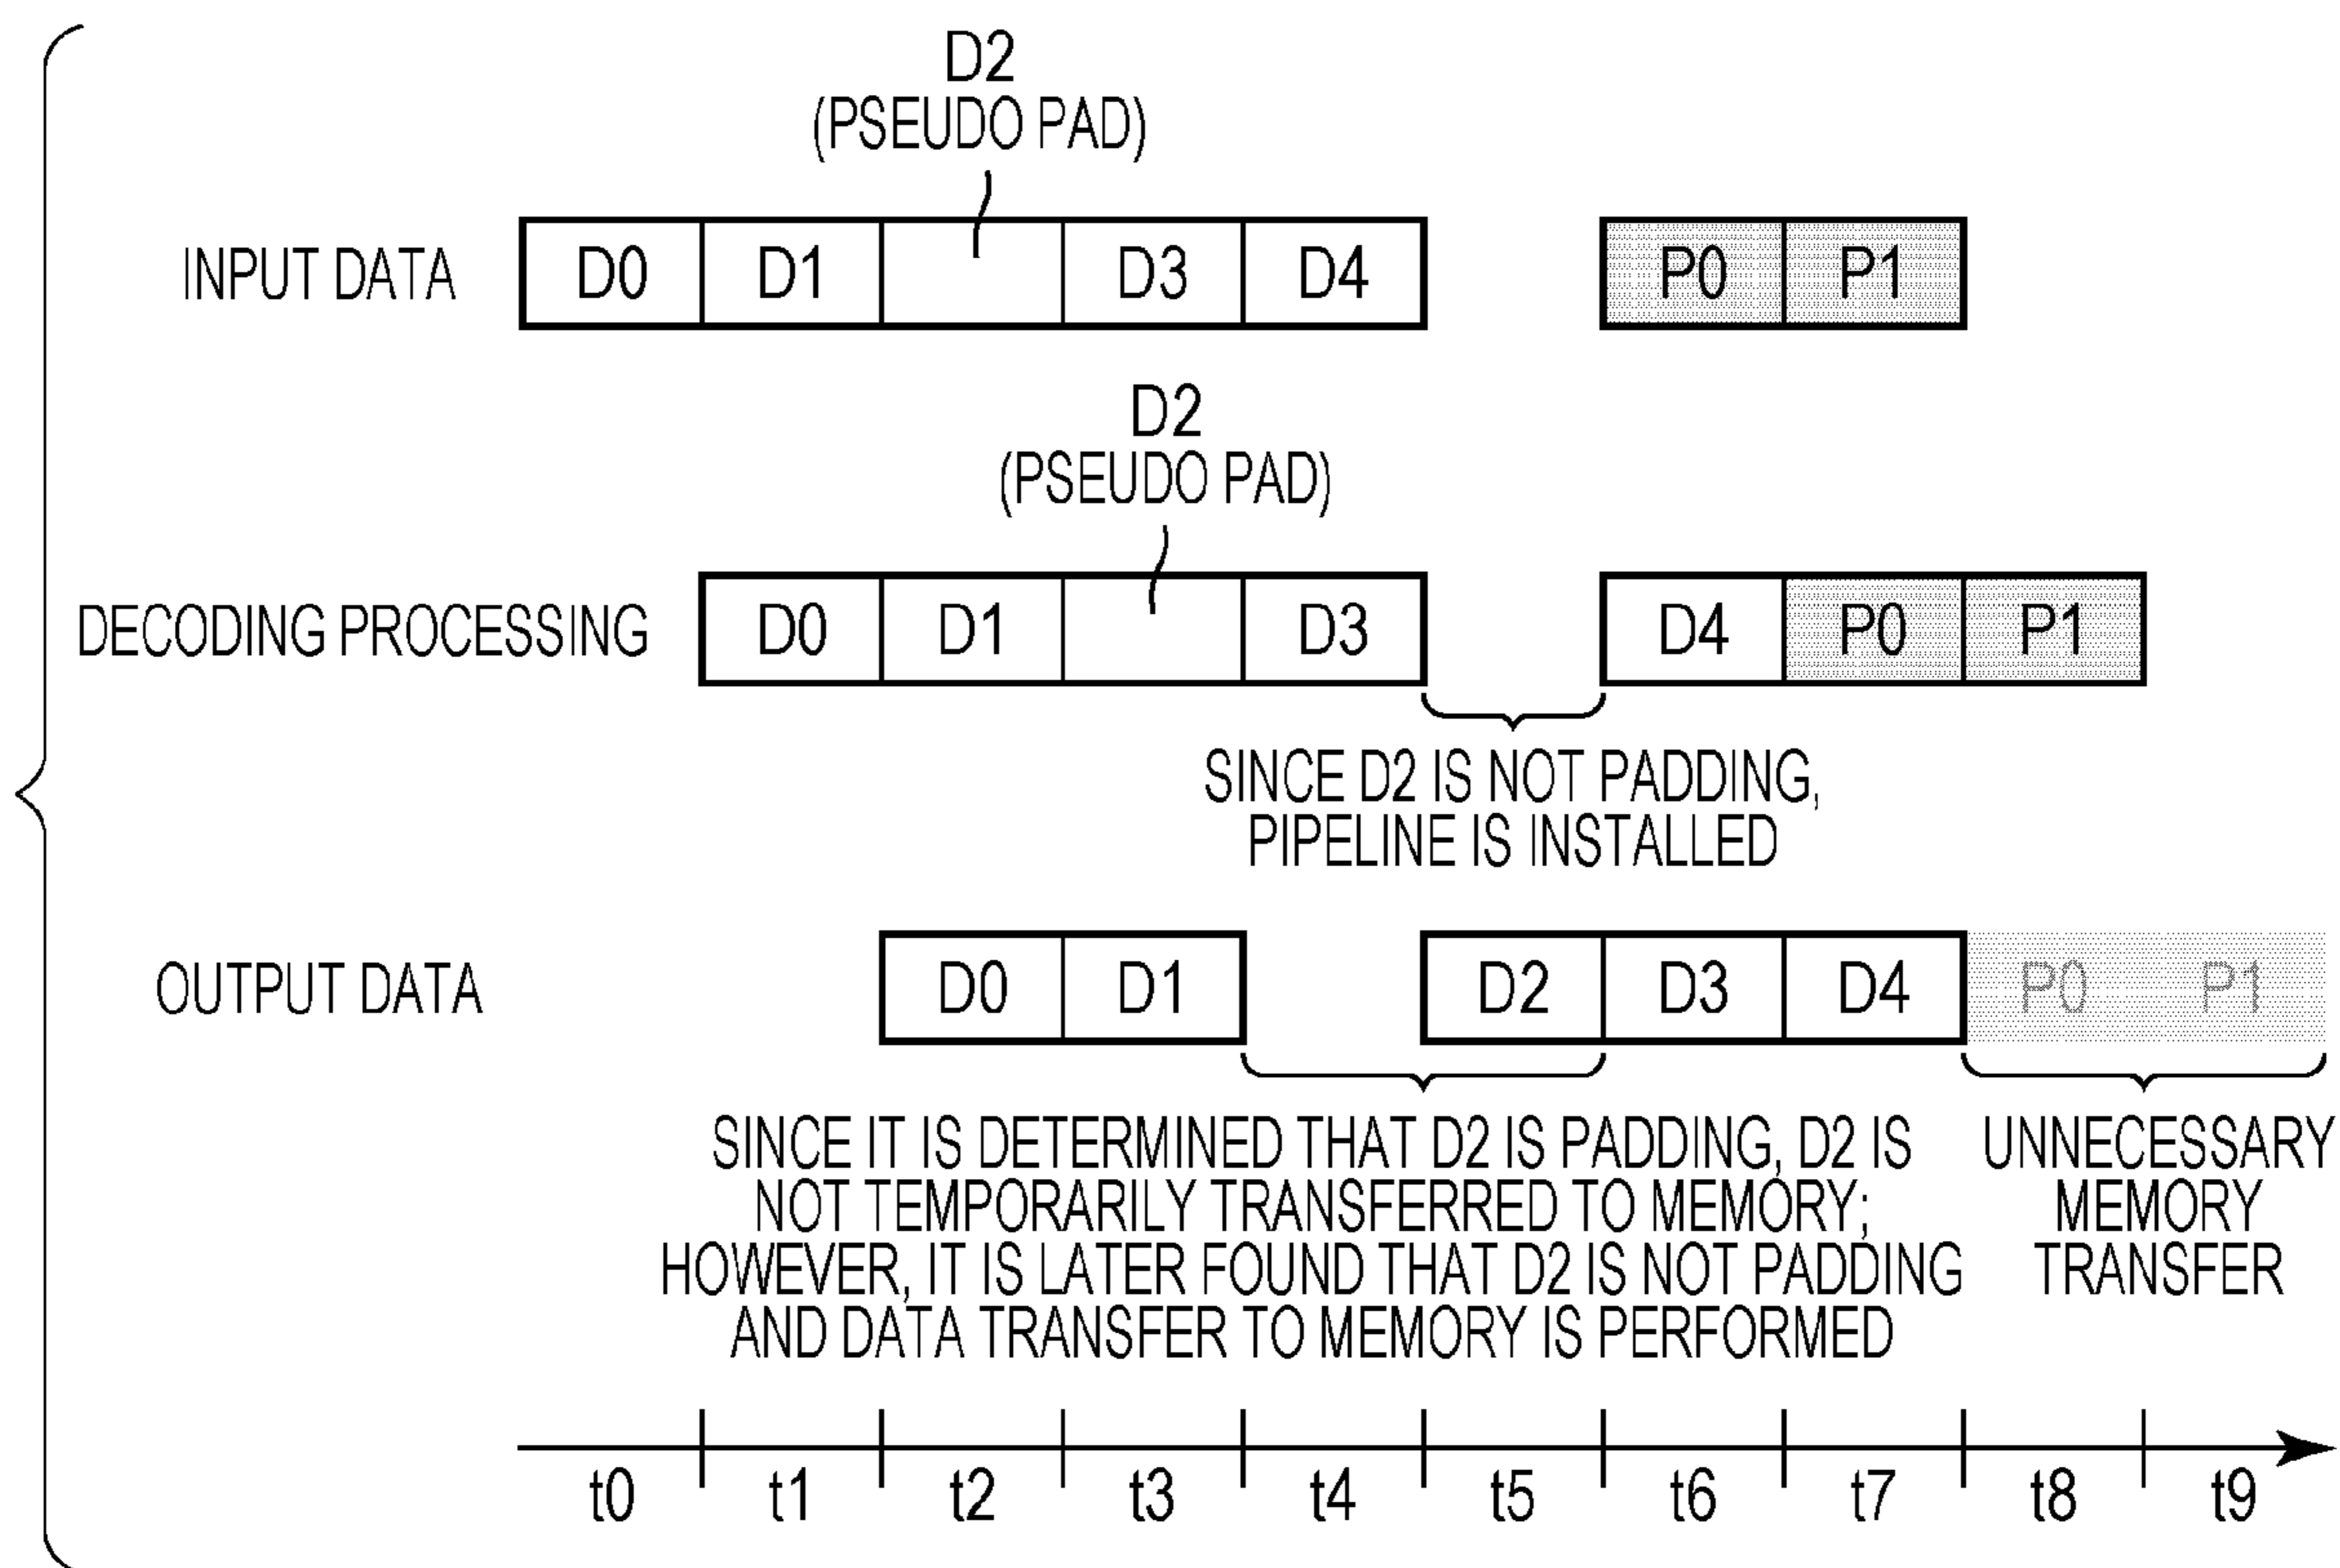 D2
(PSEUDO PAD)
INPUT DATA D0 D1 D3 D4 P0 P1
D2
(PSEUDO PAD)
DECODING PROCESSING D0 D1 D3 D4 P0 P1
SINCE D2 IS NOT PADDING,
PIPELINE IS INSTALLED
OUTPUT DATA D0 D1 D2 D3 D4 P0 P1
SINCE IT IS DETERMINED THAT D2 IS PADDING, D2 IS
NOT TEMPORARILY TRANSFERRED TO MEMORY;
HOWEVER, IT IS LATER FOUND THAT D2 IS NOT PADDING
AND DATA TRANSFER TO MEMORY IS PERFORMED
UNNECESSARY
MEMORY
TRANSFER
t0 t1 t2 t3 t4 t5 t6 t7 t8 t9